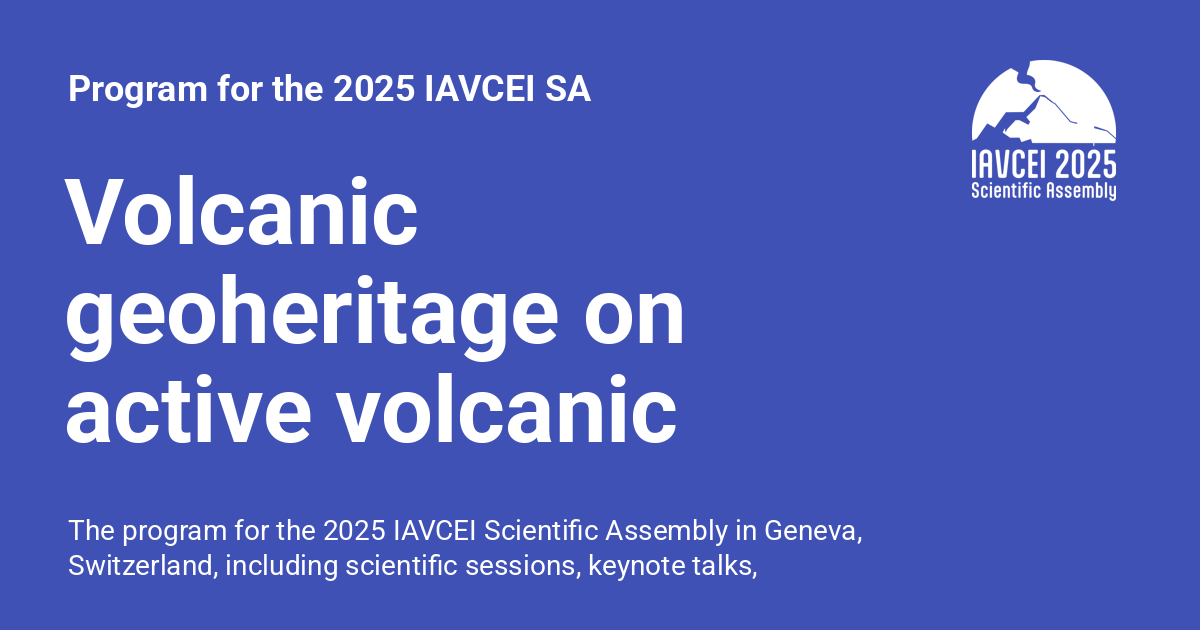 Program for the 2025 IAVCEI SA
IAVCEI 2025
Scientific Assembly
Volcanic
geoheritage on
active volcanic
The program for the 2025 IAVCEI Scientific Assembly in Geneva,
Switzerland, including scientific sessions, keynote talks,